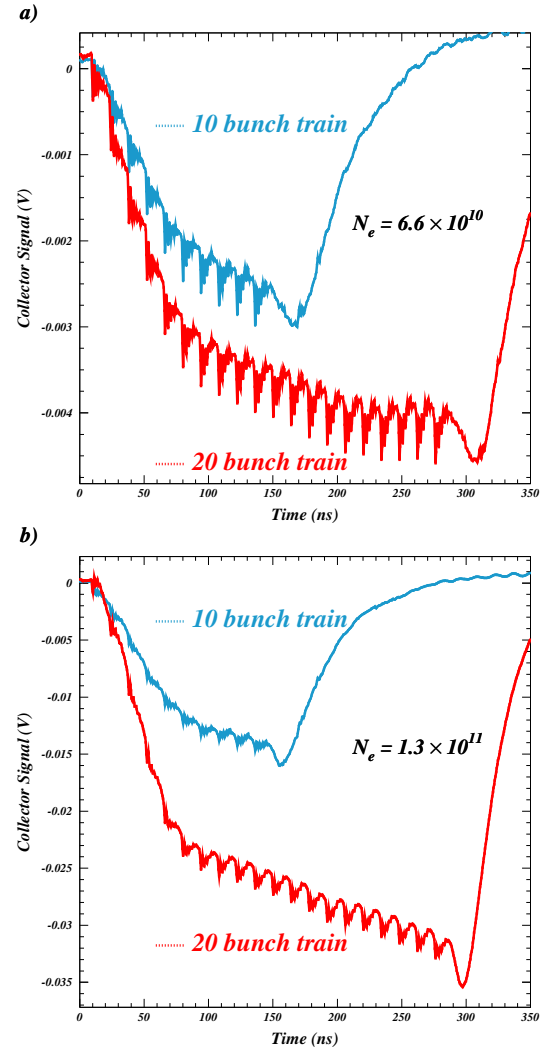 a)
0
-0.001
-0.002
-0.003
-0.004
Collector Signal (V)
10 bunch train
N_e = 6.6 × 10^10
20 bunch train
0 50 100 150 200 250 300 350
Time (ns)
b)
0
-0.005
-0.01
-0.015
-0.02
-0.025
-0.03
-0.035
Collector Signal (V)
10 bunch train
N_e = 1.3 × 10^11
20 bunch train
0 50 100 150 200 250 300 350
Time (ns)